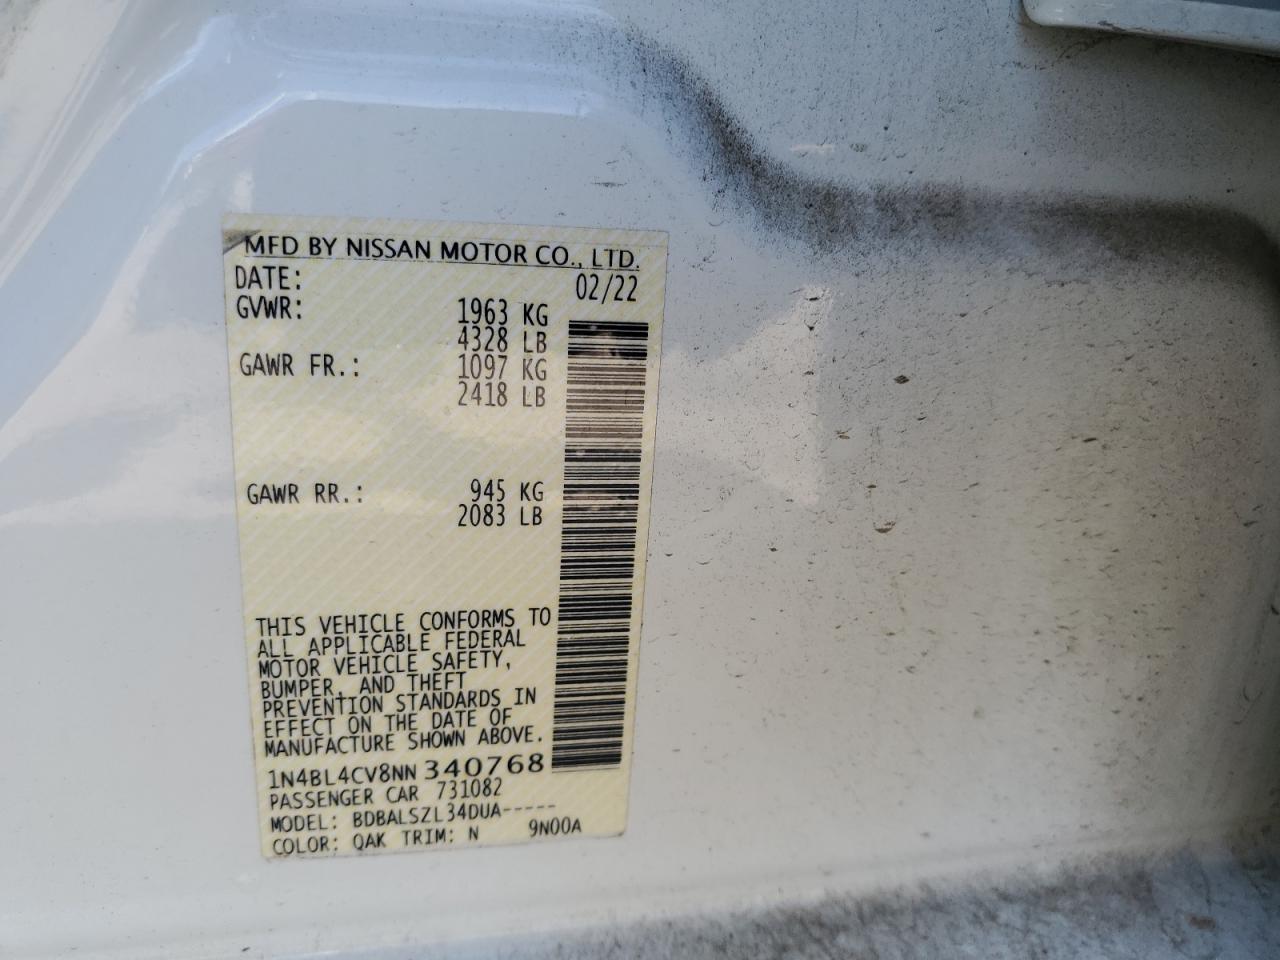 MFD BY NISSAN MOTOR CO., LTD.
DATE: 02/22
GVWR: 1963 KG
4328 LB
GAWR FR.: 1097 KG
2418 LB
GAWR RR.: 945 KG
2083 LB
THIS VEHICLE CONFORMS TO
ALL APPLICABLE FEDERAL
MOTOR VEHICLE SAFETY,
BUMPER, AND THEFT
PREVENTION STANDARDS IN
EFFECT ON THE DATE OF
MANUFACTURE SHOWN ABOVE.
1N4BL4CV8NN340768
PASSENGER CAR 731082
MODEL: BDBALSZL34DUA-----
COLOR: QAK TRIM: N 9N00A